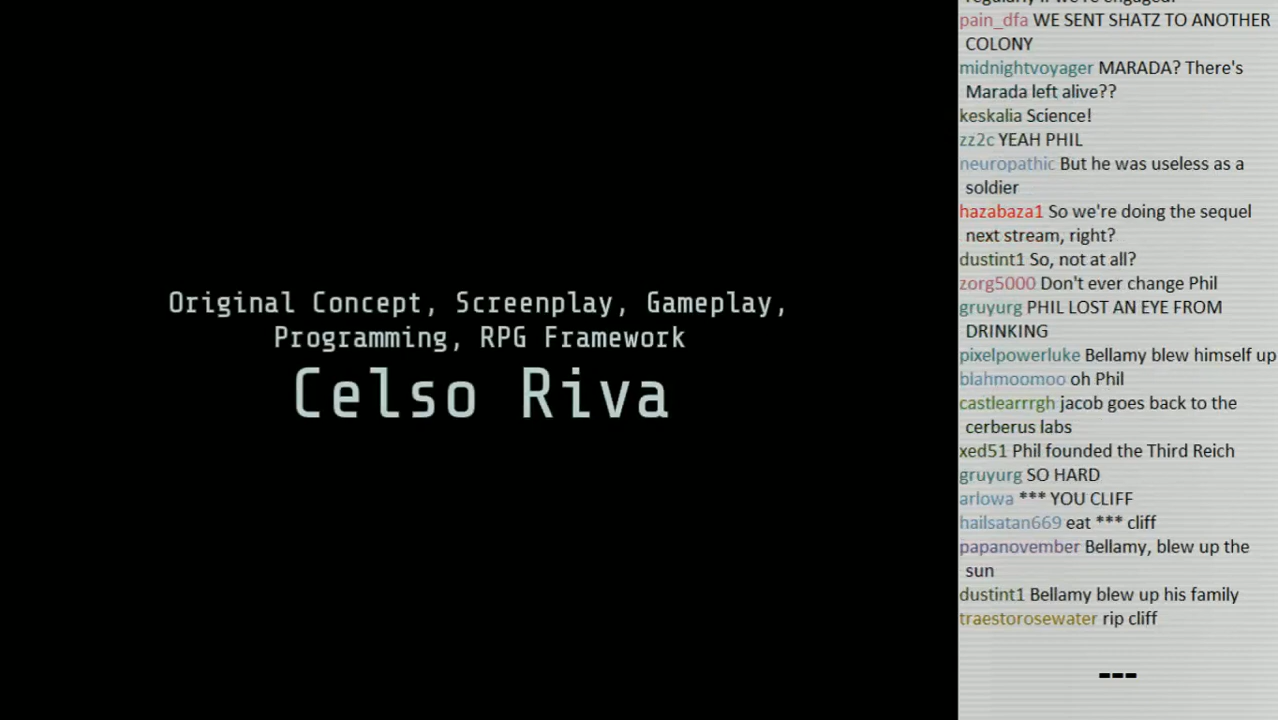 Original Concept, Screenplay, Gameplay,
Programming, RPG Framework
Celso Riva
regularly if we're engaged?
pain_dfa WE SENT SHATZ TO ANOTHER
COLONY
midnightvoyager MARADA? There's
Marada left alive??
keskalia Science!
zz2c YEAH PHIL
neuropathic But he was useless as a
soldier
hazabaza1 So we're doing the sequel
next stream, right?
dustint1 So, not at all?
zorg5000 Don't ever change Phil
gruyurg PHIL LOST AN EYE FROM
DRINKING
pixelpowerluke Bellamy blew himself up
blahmoomoo oh Phil
castlearrrgh jacob goes back to the
cerberus labs
xed51 Phil founded the Third Reich
gruyurg SO HARD
arlowa *** YOU CLIFF
hailsatan669 eat *** cliff
papanovember Bellamy, blew up the
sun
dustint1 Bellamy blew up his family
traestorosewater rip cliff
---